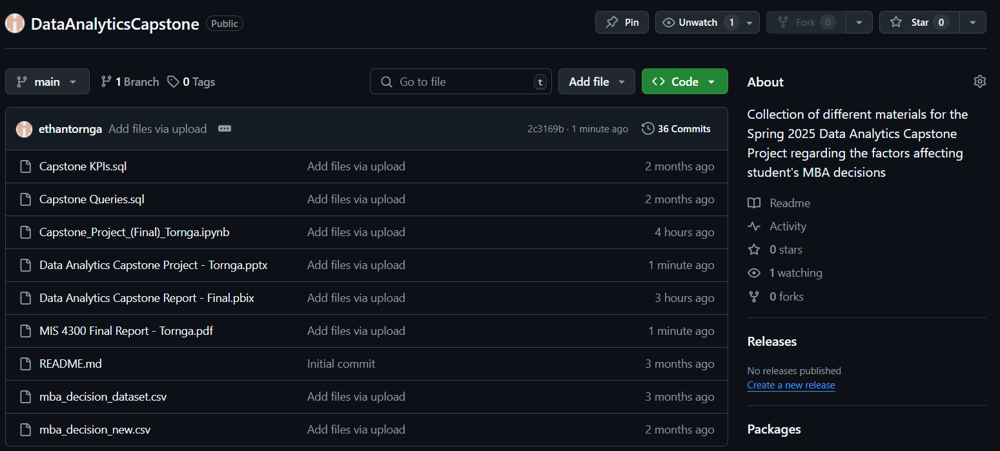 DataAnalyticsCapstone Public
Pin
Unwatch 1
Fork 0
Star 0
main
1 Branch
0 Tags
Go to file t
Add file
Code
ethantornga Add files via upload
2c3169b · 1 minute ago
36 Commits
Capstone KPIs.sql Add files via upload 2 months ago
Capstone Queries.sql Add files via upload 2 months ago
Capstone_Project_(Final)_Tornga.ipynb Add files via upload 4 hours ago
Data Analytics Capstone Project - Tornga.pptx Add files via upload 1 minute ago
Data Analytics Capstone Report - Final.pbix Add files via upload 3 hours ago
MIS 4300 Final Report - Tornga.pdf Add files via upload 1 minute ago
README.md Initial commit 3 months ago
mba_decision_dataset.csv Add files via upload 3 months ago
mba_decision_new.csv Add files via upload 2 months ago
About
Collection of different materials for the
Spring 2025 Data Analytics Capstone
Project regarding the factors affecting
student's MBA decisions
Readme
Activity
0 stars
1 watching
0 forks
Releases
No releases published
Create a new release
Packages